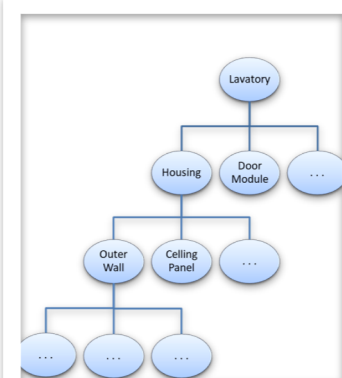 Lavatory
Housing
Door
Module
. . .
Outer
Wall
Celling
Panel
. . .
. . .
. . .
. . .